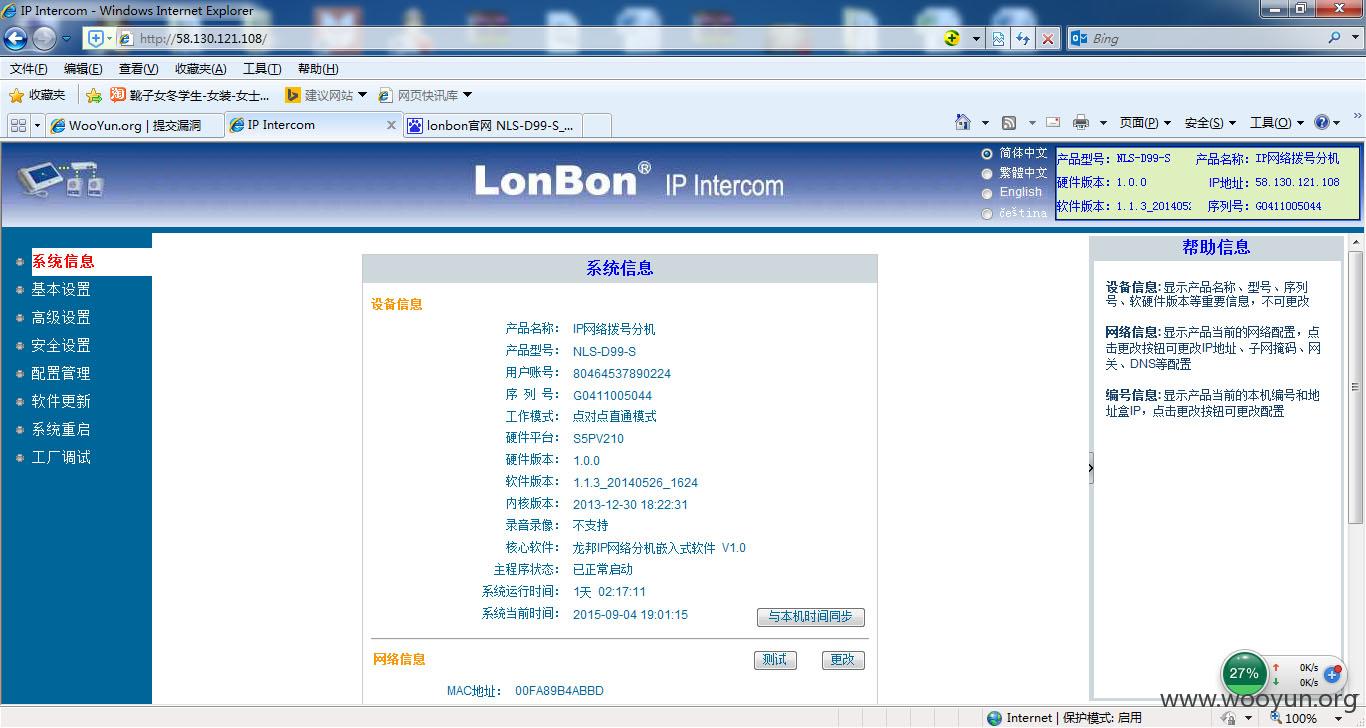 IP Intercom - Windows Internet Explorer
http://58.130.121.108/
Bing
文件(F) 编辑(E) 查看(V) 收藏夹(A) 工具(T) 帮助(H)
收藏夹 靴子女冬学生-女装-女士... 建议网站 网页快讯库
WooYun.org | 提交漏洞 IP Intercom lonbon官网 NLS-D99-S_... 页面(P) 安全(S) 工具(O)
LonBon® IP Intercom
简体中文
繁體中文
English
čeština
产品型号: NLS-D99-S 产品名称: IP网络拨号分机
硬件版本: 1.0.0 IP地址: 58.130.121.108
软件版本: 1.1.3_201405 序列号: G0411005044
系统信息
基本设置
高级设置
安全设置
配置管理
软件更新
系统重启
工厂调试
系统信息
设备信息
产品名称: IP网络拨号分机
产品型号: NLS-D99-S
用户账号: 80464537890224
序 列 号: G0411005044
工作模式: 点对点直通模式
硬件平台: S5PV210
硬件版本: 1.0.0
软件版本: 1.1.3_20140526_1624
内核版本: 2013-12-30 18:22:31
录音录像: 不支持
核心软件: 龙邦IP网络分机嵌入式软件 V1.0
主程序状态: 已正常启动
系统运行时间: 1天 02:17:11
系统当前时间: 2015-09-04 19:01:15 与本机时间同步
网络信息 测试 更改
MAC地址: 00FA89B4ABBD
帮助信息
设备信息:显示产品名称、型号、序列
号、软硬件版本等重要信息，不可更改
网络信息:显示产品当前的网络配置，点
击更改按钮可更改IP地址、子网掩码、网
关、DNS等配置
编号信息:显示产品当前的本机编号和地
址盒IP，点击更改按钮可更改配置
27% 0K/s
0K/s
www.wooyun.org
Internet | 保护模式: 启用 100%